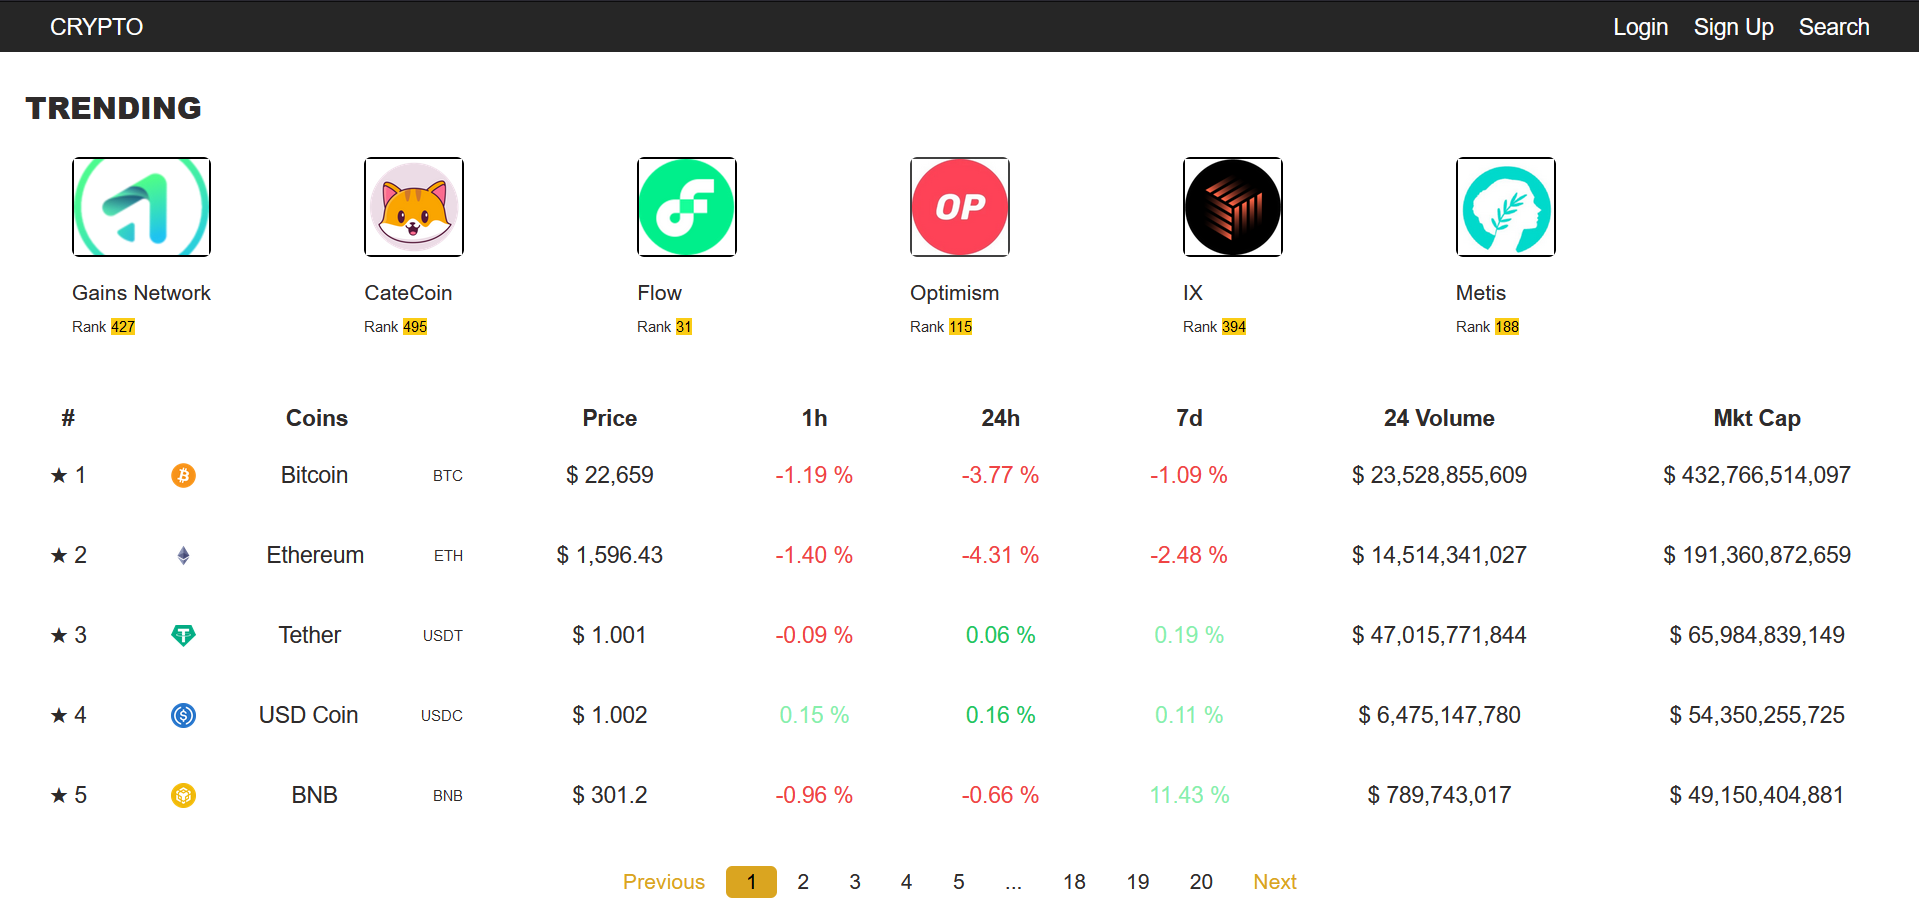 CRYPTO Login Sign Up Search
TRENDING
OP
Gains Network CateCoin Flow Optimism IX Metis
Rank 427 Rank 495 Rank 31 Rank 115 Rank 394 Rank 188
# Coins Price 1h 24h 7d 24 Volume Mkt Cap
★ 1 Bitcoin BTC $ 22,659 -1.19 % -3.77 % -1.09 % $ 23,528,855,609 $ 432,766,514,097
★ 2 Ethereum ETH $ 1,596.43 -1.40 % -4.31 % -2.48 % $ 14,514,341,027 $ 191,360,872,659
★ 3 Tether USDT $ 1.001 -0.09 % 0.06 % 0.19 % $ 47,015,771,844 $ 65,984,839,149
★ 4 USD Coin USDC $ 1.002 0.15 % 0.16 % 0.11 % $ 6,475,147,780 $ 54,350,255,725
★ 5 BNB BNB $ 301.2 -0.96 % -0.66 % 11.43 % $ 789,743,017 $ 49,150,404,881
Previous 1 2 3 4 5 ... 18 19 20 Next